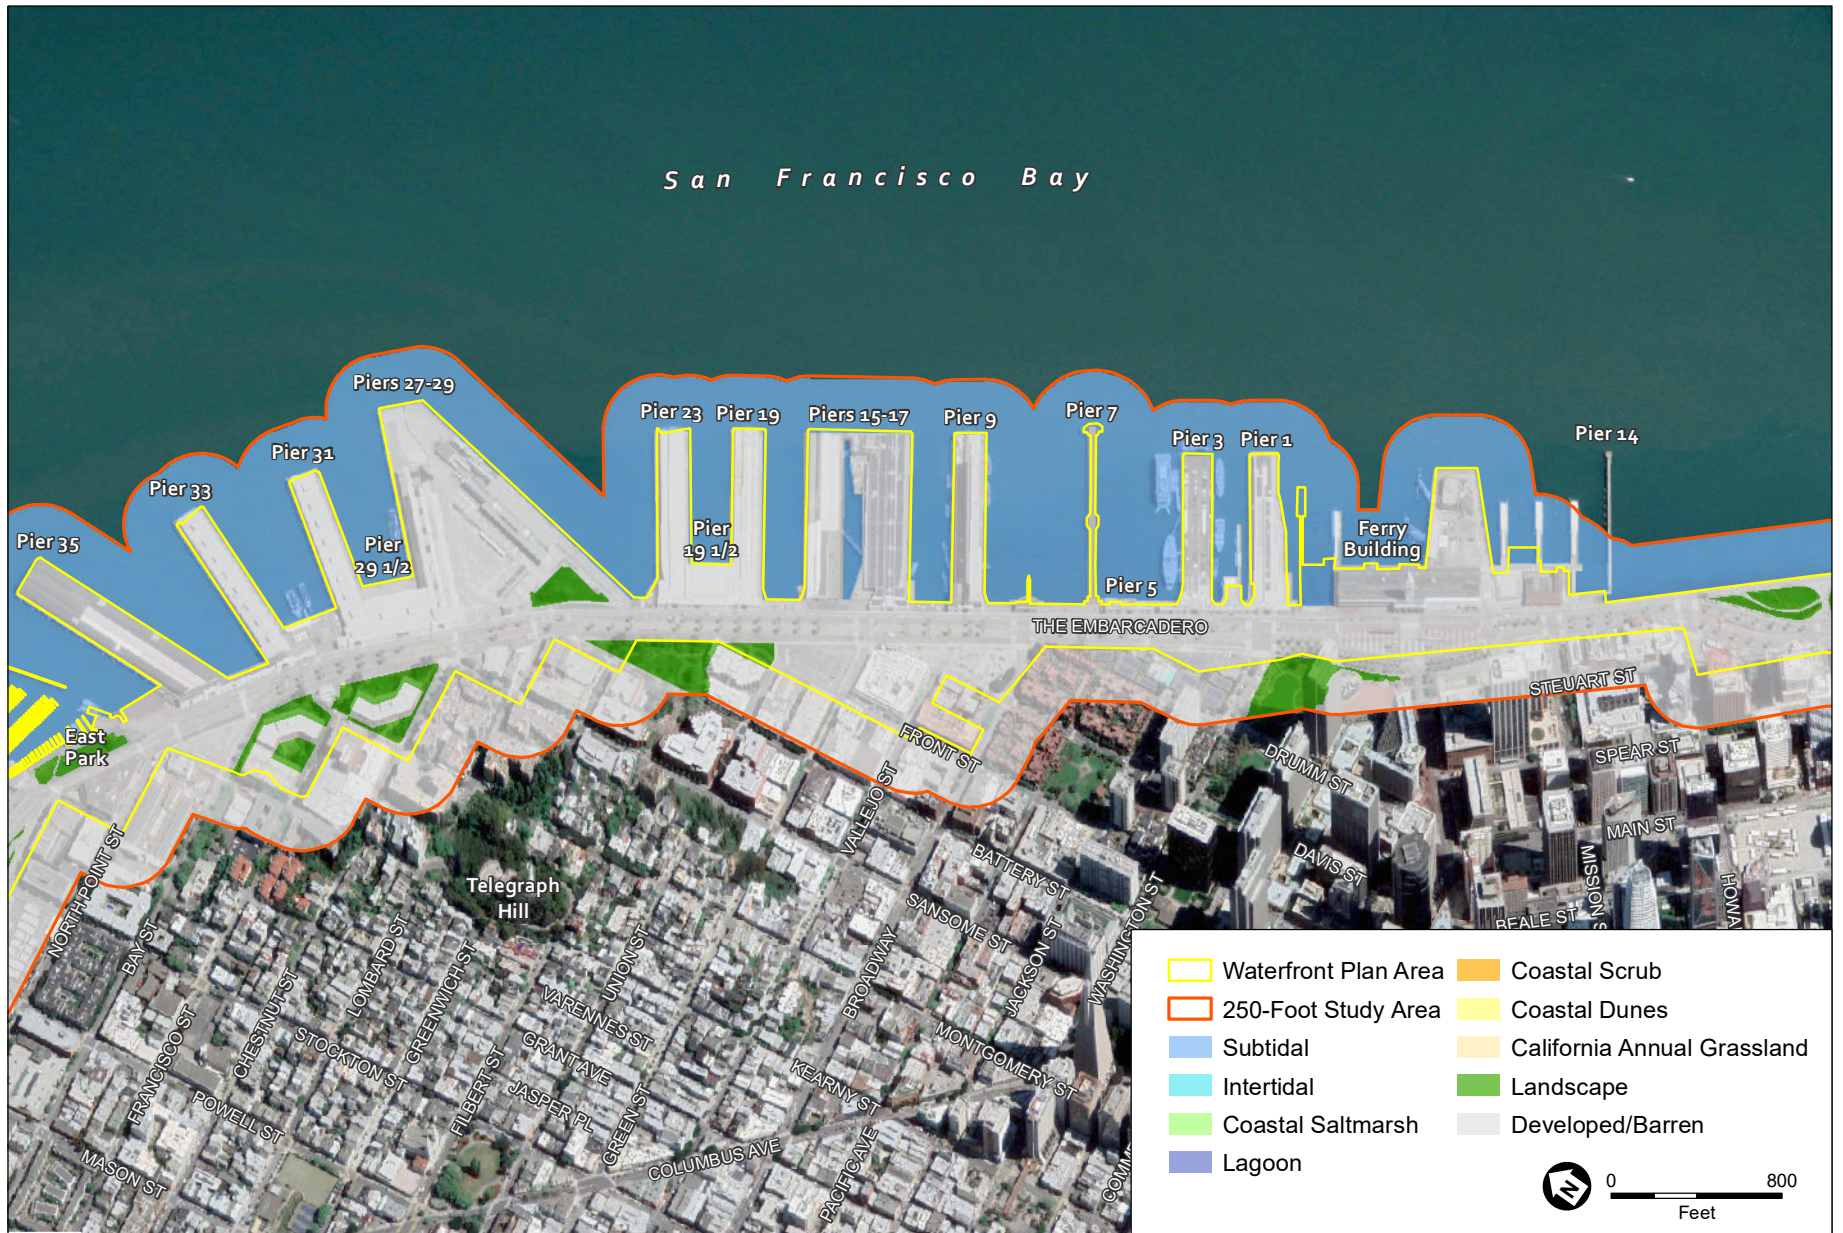 San Francisco Bay
Piers 27-29
Pier 23
Pier 19
Piers 15-17
Pier 9
Pier 7
Pier 3
Pier 1
Pier 14
Pier 31
Pier 33
Pier 35
Pier
29 1/2
Pier
19 1/2
Ferry
Building
Pier 5
THE EMBARCADERO
East
Park
STEUART ST
FRONT ST
DRUMM ST
SPEAR ST
VALLEJO ST
MAIN ST
NORTH POINT ST
BATTERY ST
DAVIS ST
MISSION S
HOWA
Telegraph
Hill
BEALE ST
BAY ST
LOMBARD ST
SANSOME ST
WASHINGTON ST
GREENWICH ST
UNION ST
BROADWAY
JACKSON ST
CHESTNUT ST
VARENNES ST
FRANCISCO ST
STOCKTON ST
GRANT AVE
MONTGOMERY ST
KEARNY ST
FILBERT ST
JASPER PL
GREEN ST
POWELL ST
COLUMBUS AVE
PACIFIC AVE
COMME
MASON ST
Waterfront Plan Area
250-Foot Study Area
Subtidal
Intertidal
Coastal Saltmarsh
Lagoon
Coastal Scrub
Coastal Dunes
California Annual Grassland
Landscape
Developed/Barren
N
0 800
Feet